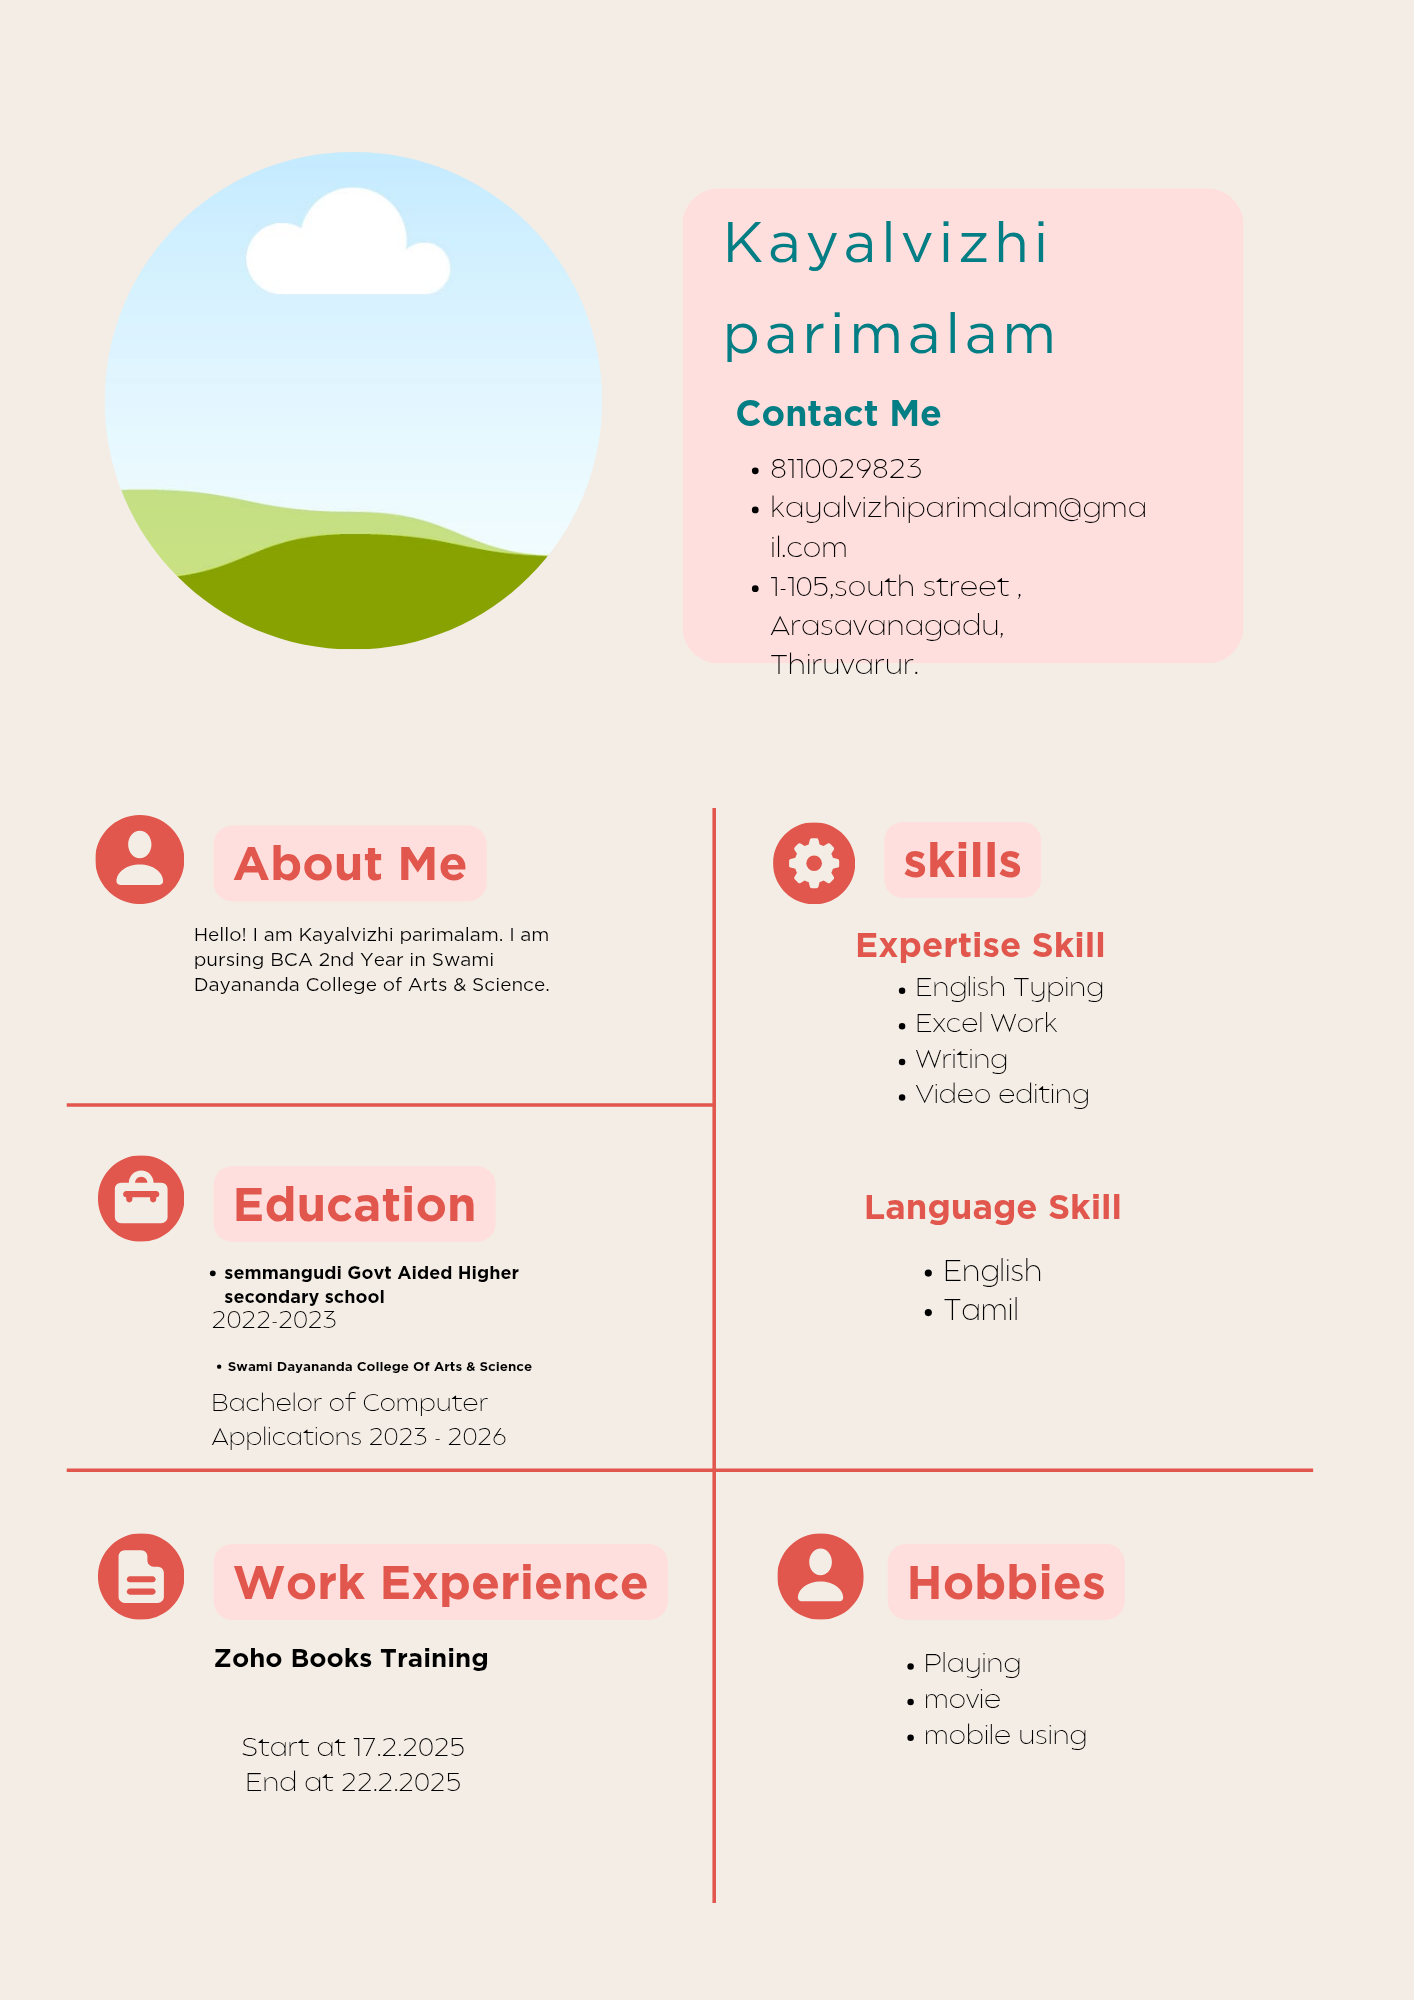 Kayalvizhi
parimalam
Contact Me
• 8110029823
• kayalvizhiparimalam@gma
il.com
• 1-105,south street ,
Arasavanagadu,
Thiruvarur.
About Me
Hello! I am Kayalvizhi parimalam. I am
pursing BCA 2nd Year in Swami
Dayananda College of Arts & Science.
Education
• semmangudi Govt Aided Higher
secondary school
2022-2023
• Swami Dayananda College Of Arts & Science
Bachelor of Computer
Applications 2023 - 2026
Work Experience
Zoho Books Training
Start at 17.2.2025
End at 22.2.2025
skills
Expertise Skill
• English Typing
• Excel Work
• Writing
• Video editing
Language Skill
• English
• Tamil
Hobbies
• Playing
• movie
• mobile using